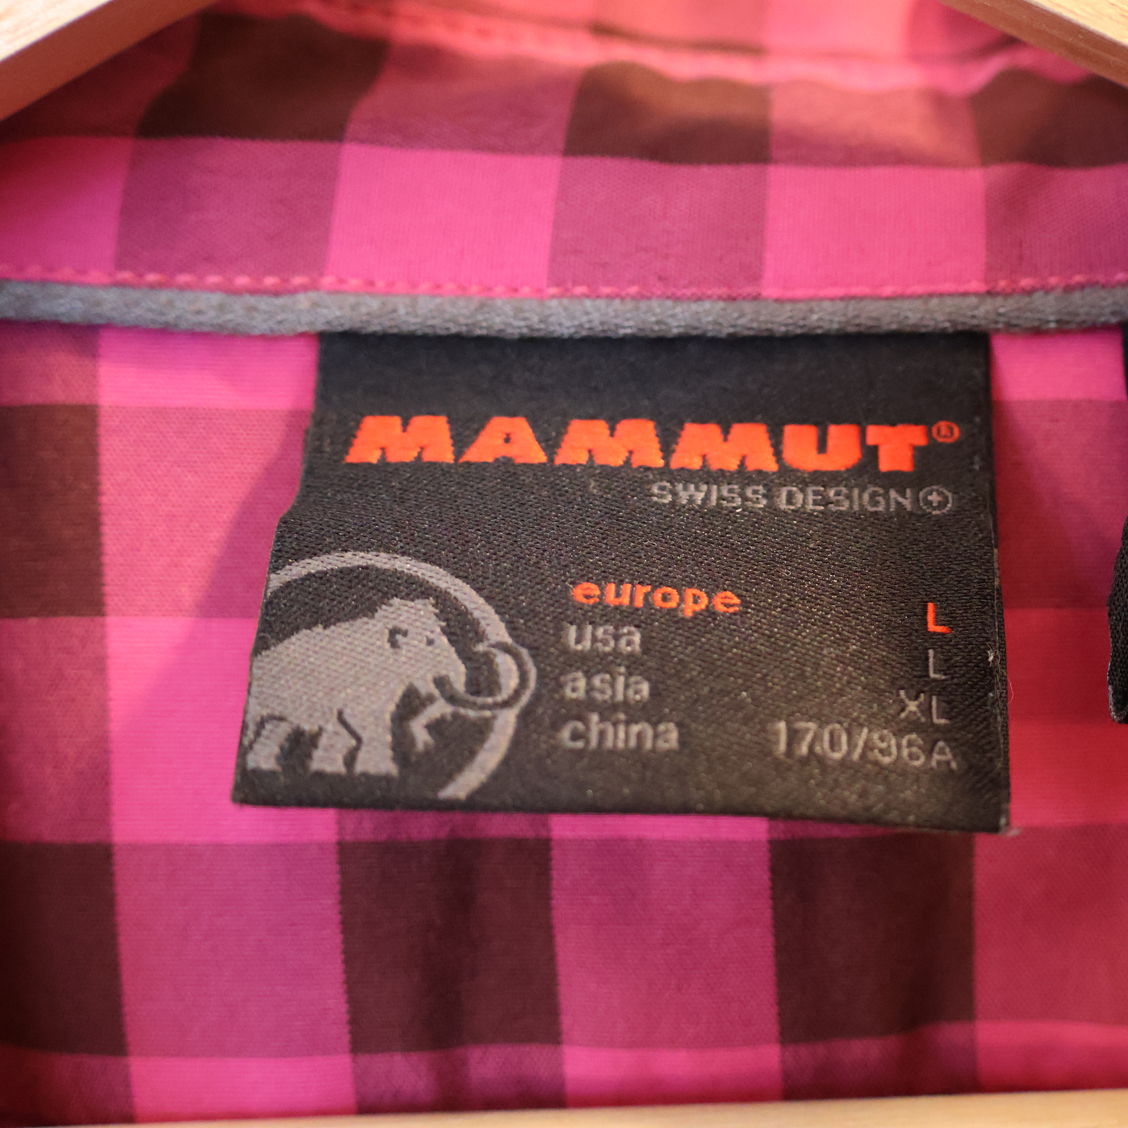 MAMMUT®
SWISS DESIGN
europe L
usa L
asia XL
china 170/96A